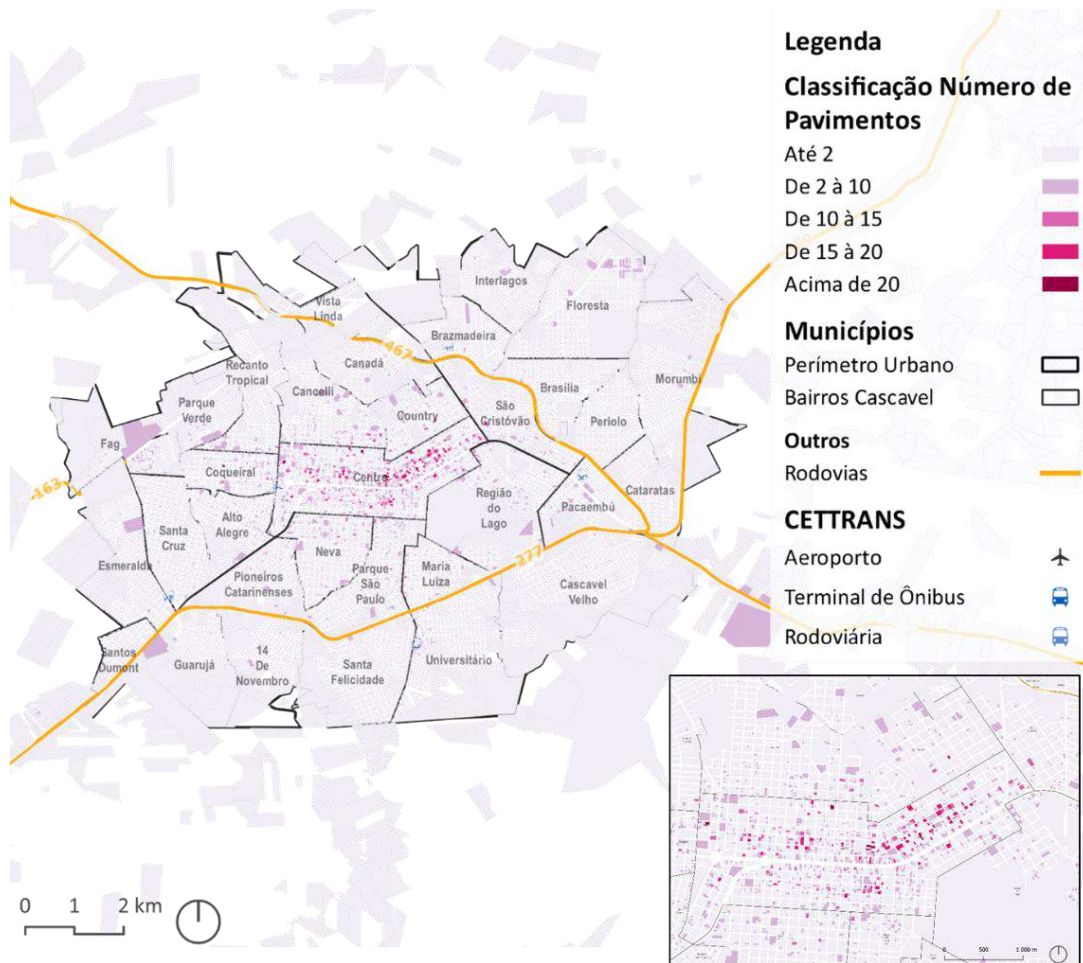 Legenda
Classificação Número de
Pavimentos
Até 2
De 2 à 10
De 10 à 15
De 15 à 20
Acima de 20
Municípios
Perímetro Urbano
Bairros Cascavel
Outros
Rodovias
CETTRANS
Aeroporto
Terminal de Ônibus
Rodoviária
Interlagos
Floresta
Vista
Linda
Brazmadeira
467
Canadá
Recanto
Tropical
Morumbi
Cancelli
Brasília
Parque
Verde
Country
São
Cristóvão
Periolo
Fag
Coqueiral
Centro
163
Região
do
Lago
Cataratas
Pacaembú
Alto
Alegre
Santa
Cruz
Neva
277
Esmeralda
Parque
São
Paulo
Maria
Luiza
Pioneiros
Catarinenses
Cascavel
Velho
Santos
Dumont
Guarujá
14
De
Novembro
Santa
Felicidade
Universitário
0 1 2 km
0 500 1 000 m